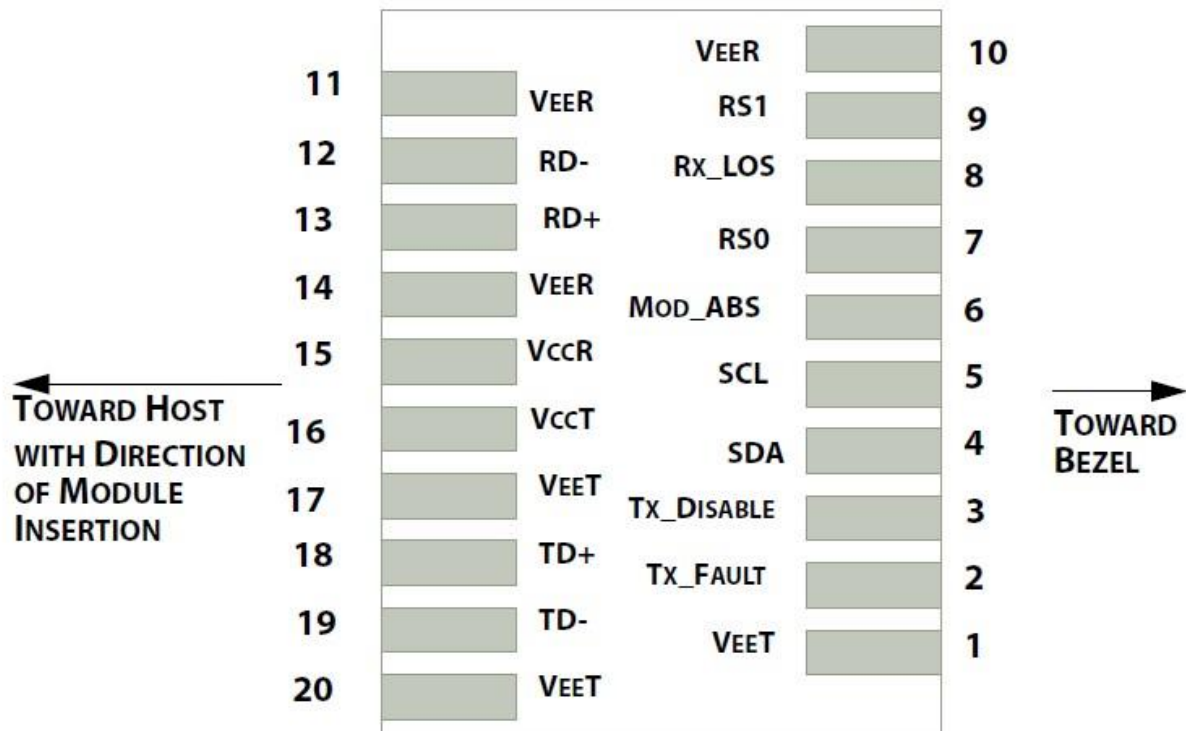 11 VEER
12 RD-
13 RD+
14 VEER
15 VCCR
16 VCCT
17 VEET
18 TD+
19 TD-
20 VEET
VEER 10
RS1 9
RX_LOS 8
RS0 7
MOD_ABS 6
SCL 5
SDA 4
TX_DISABLE 3
TX_FAULT 2
VEET 1
TOWARD HOST
WITH DIRECTION
OF MODULE
INSERTION
TOWARD
BEZEL